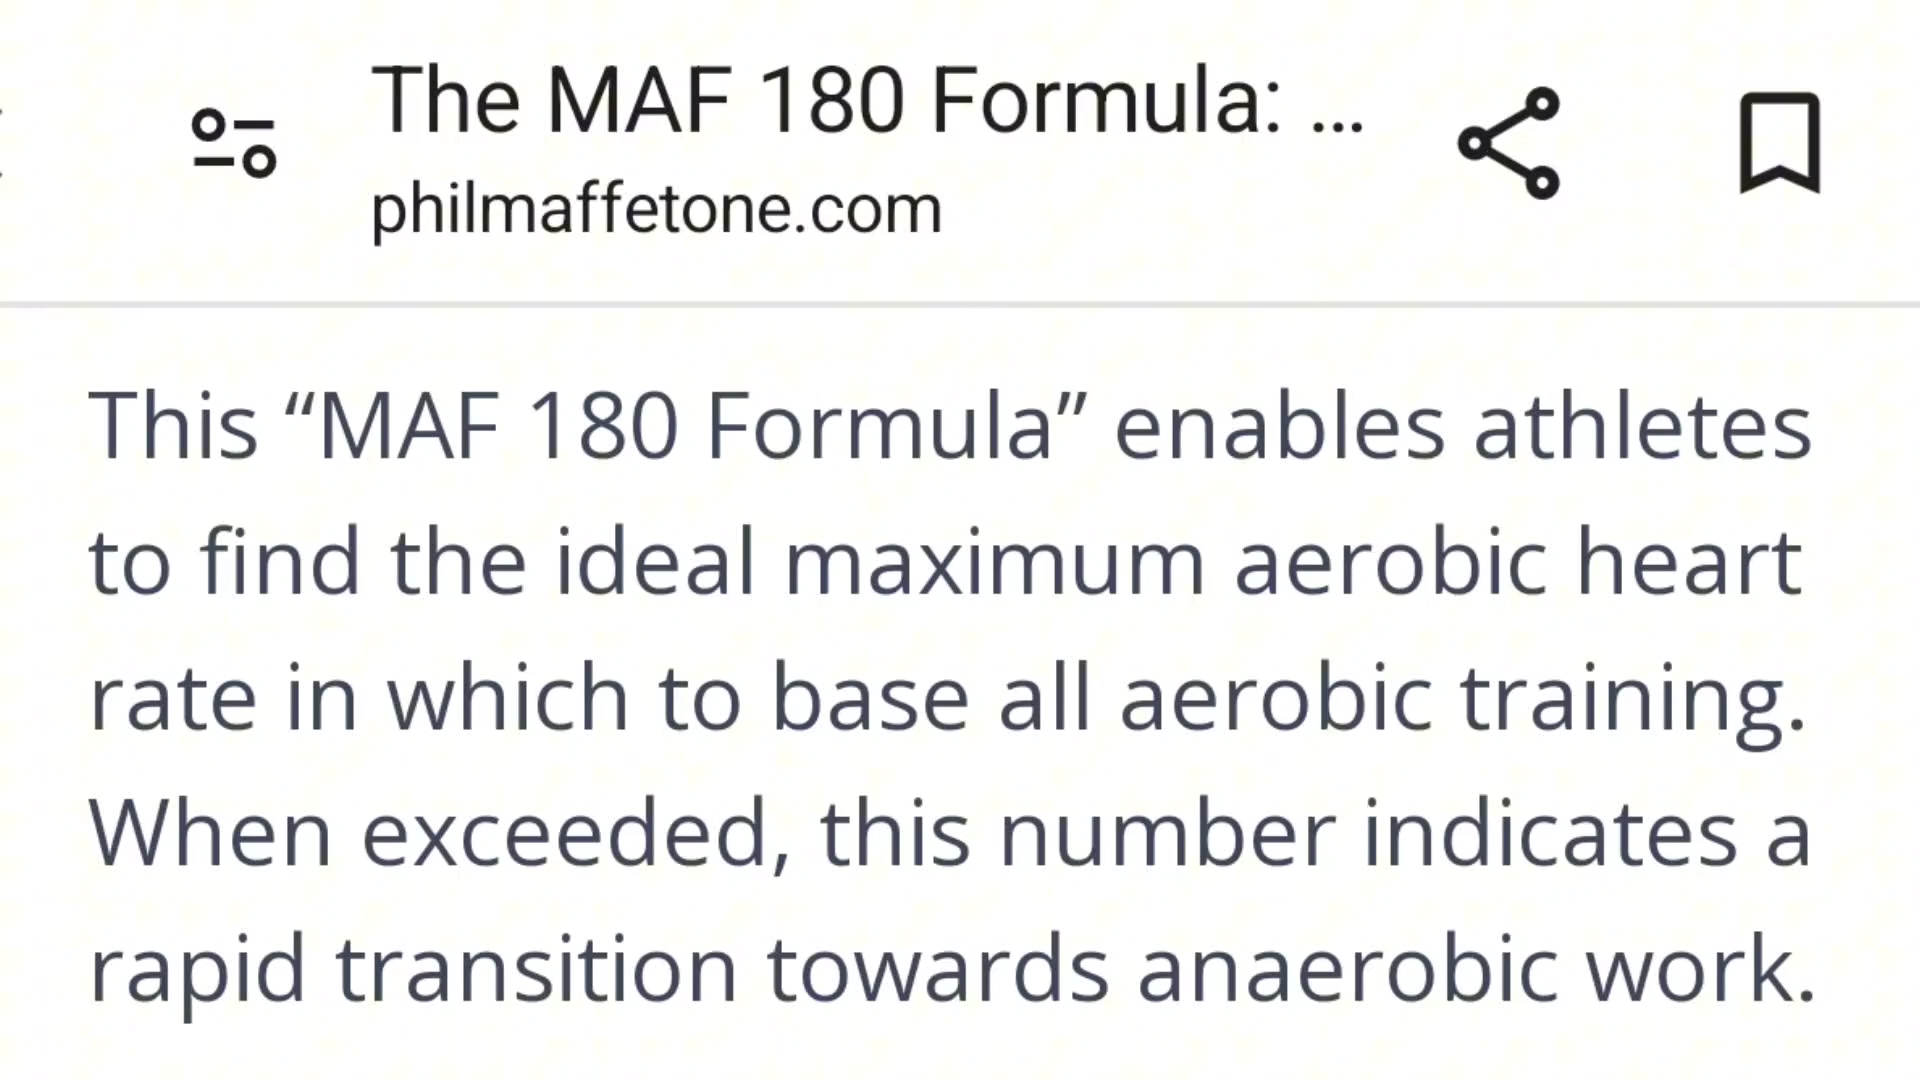 The MAF 180 Formula: ...
philmaffetone.com
This “MAF 180 Formula” enables athletes
to find the ideal maximum aerobic heart
rate in which to base all aerobic training.
When exceeded, this number indicates a
rapid transition towards anaerobic work.